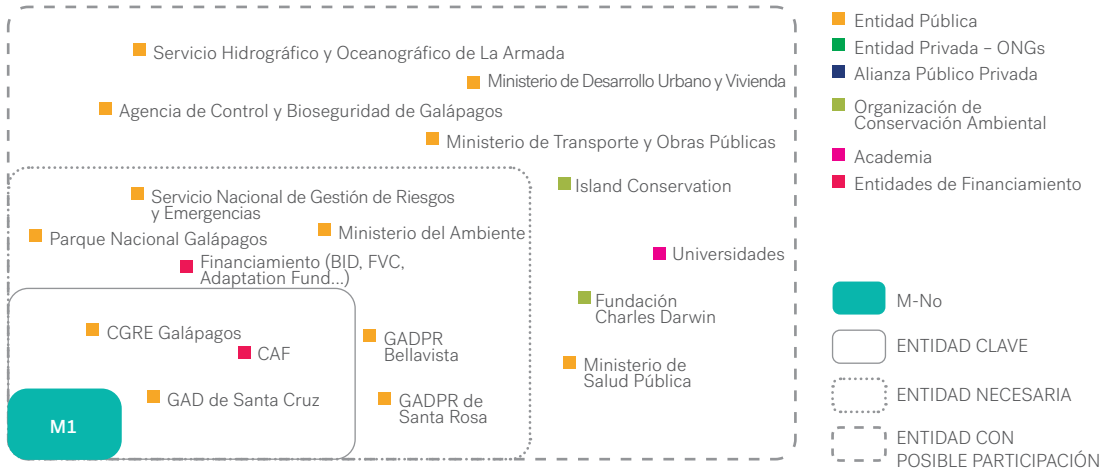 Servicio Hidrográfico y Oceanográfico de La Armada
Ministerio de Desarrollo Urbano y Vivienda
Agencia de Control y Bioseguridad de Galápagos
Ministerio de Transporte y Obras Públicas
Island Conservation
Servicio Nacional de Gestión de Riesgos
y Emergencias
Ministerio del Ambiente
Parque Nacional Galápagos
Universidades
Financiamiento (BID, FVC,
Adaptation Fund...)
Fundación
Charles Darwin
CGRE Galápagos
GADPR
Bellavista
CAF
Ministerio de
Salud Pública
GAD de Santa Cruz
GADPR de
Santa Rosa
M1
Entidad Pública
Entidad Privada – ONGs
Alianza Público Privada
Organización de
Conservación Ambiental
Academia
Entidades de Financiamiento
M-No
ENTIDAD CLAVE
ENTIDAD NECESARIA
ENTIDAD CON
POSIBLE PARTICIPACIÓN